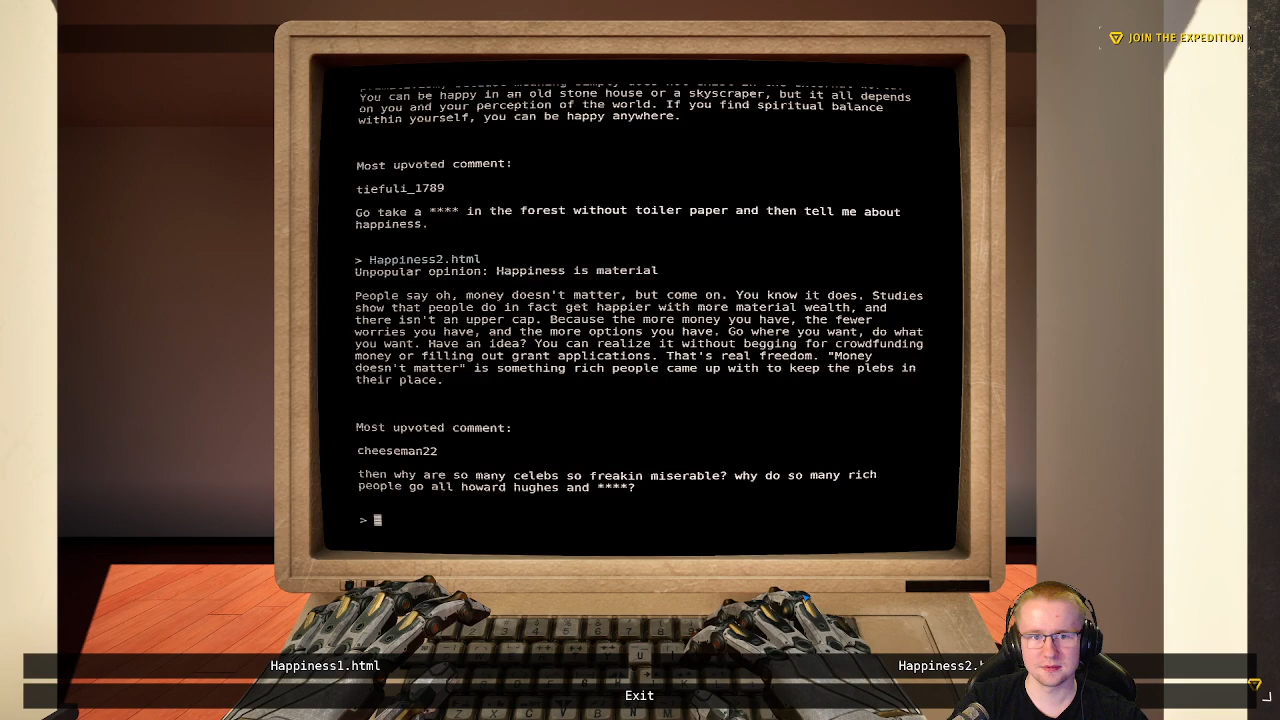 JOIN THE EXPEDITION
You can be happy in an old stone house or a skyscraper, but it all depends
on you and your perception of the world. If you find spiritual balance
within yourself, you can be happy anywhere.
Most upvoted comment:
tiefuli_1789
Go take a **** in the forest without toiler paper and then tell me about
happiness.
> Happiness2.html
Unpopular opinion: Happiness is material
People say oh, money doesn't matter, but come on. You know it does. Studies
show that people do in fact get happier with more material wealth, and
there isn't an upper cap. Because the more money you have, the fewer
worries you have, and the more options you have. Go where you want, do what
you want. Have an idea? You can realize it without begging for crowdfunding
money or filling out grant applications. That's real freedom. "Money
doesn't matter" is something rich people came up with to keep the plebs in
their place.
Most upvoted comment:
cheeseman22
then why are so many celebs so freakin miserable? why do so many rich
people go all howard hughes and ****?
>
Happiness1.html
Happiness2.h
Exit